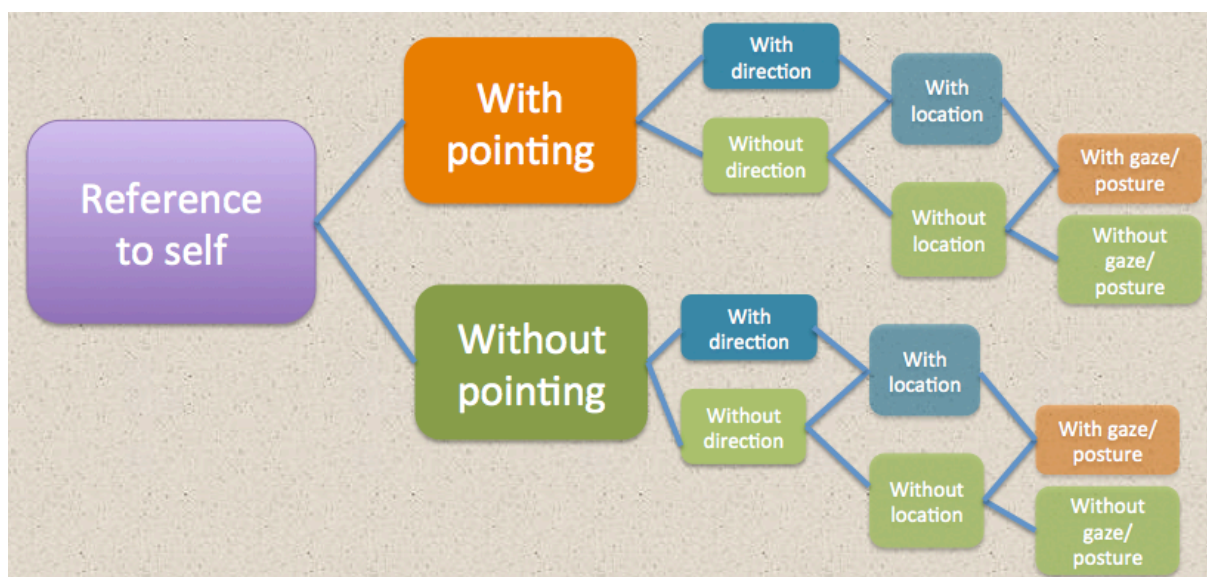 Reference
to self
With
pointing
With
direction
Without
direction
With
location
Without
location
With gaze/
posture
Without
gaze/
posture
Without
pointing
With
direction
Without
direction
With
location
Without
location
With gaze/
posture
Without
gaze/
posture